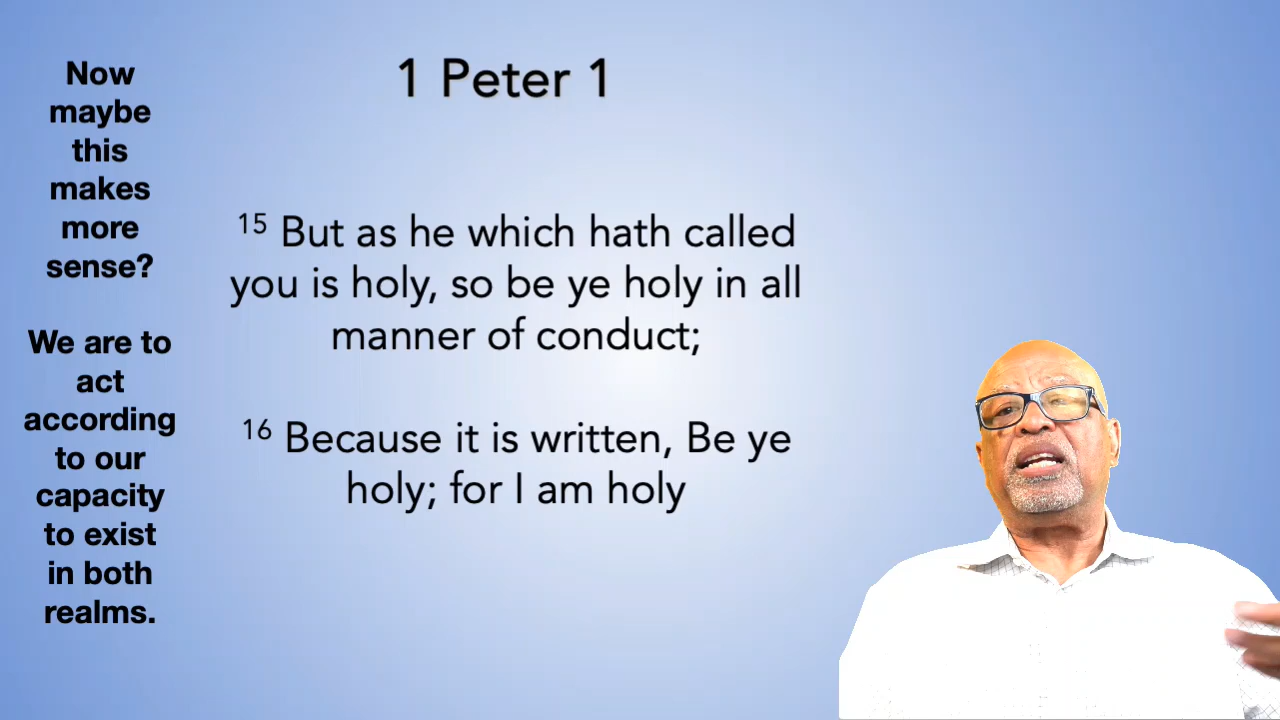 Now
maybe
this
makes
more
sense?
We are to
act
according
to our
capacity
to exist
in both
realms.
1 Peter 1
15 But as he which hath called
you is holy, so be ye holy in all
manner of conduct;
16 Because it is written, Be ye
holy; for I am holy